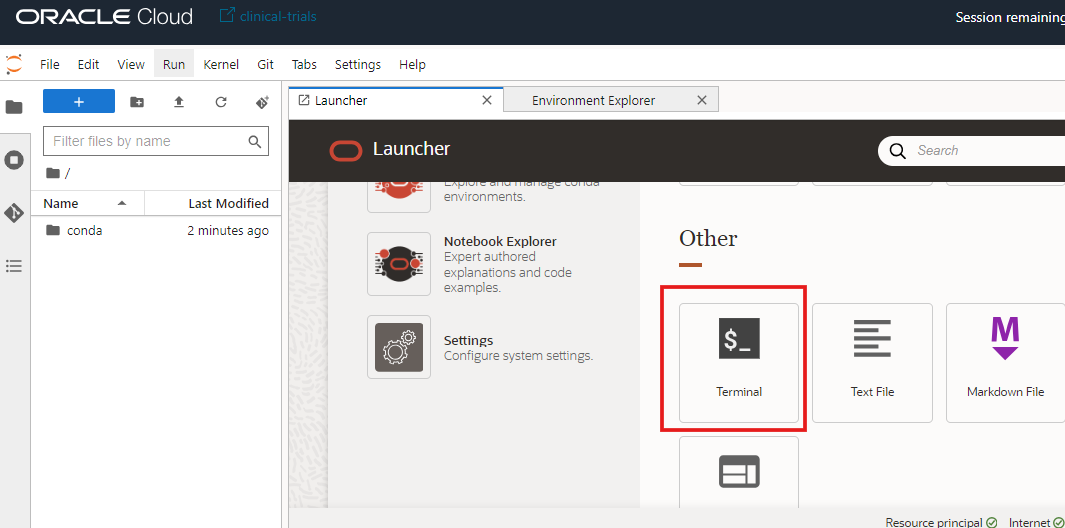 ORACLE Cloud
clinical-trials
Session remaining
File Edit View Run Kernel Git Tabs Settings Help
+
Filter files by name
/
Name Last Modified
conda 2 minutes ago
Launcher
Environment Explorer
Launcher
Search
Explore and manage conda
environments.
Notebook Explorer
Expert authored
explanations and code
examples.
Settings
Configure system settings.
Other
$_
Terminal
Text File
M
Markdown File
Resource principal
Internet